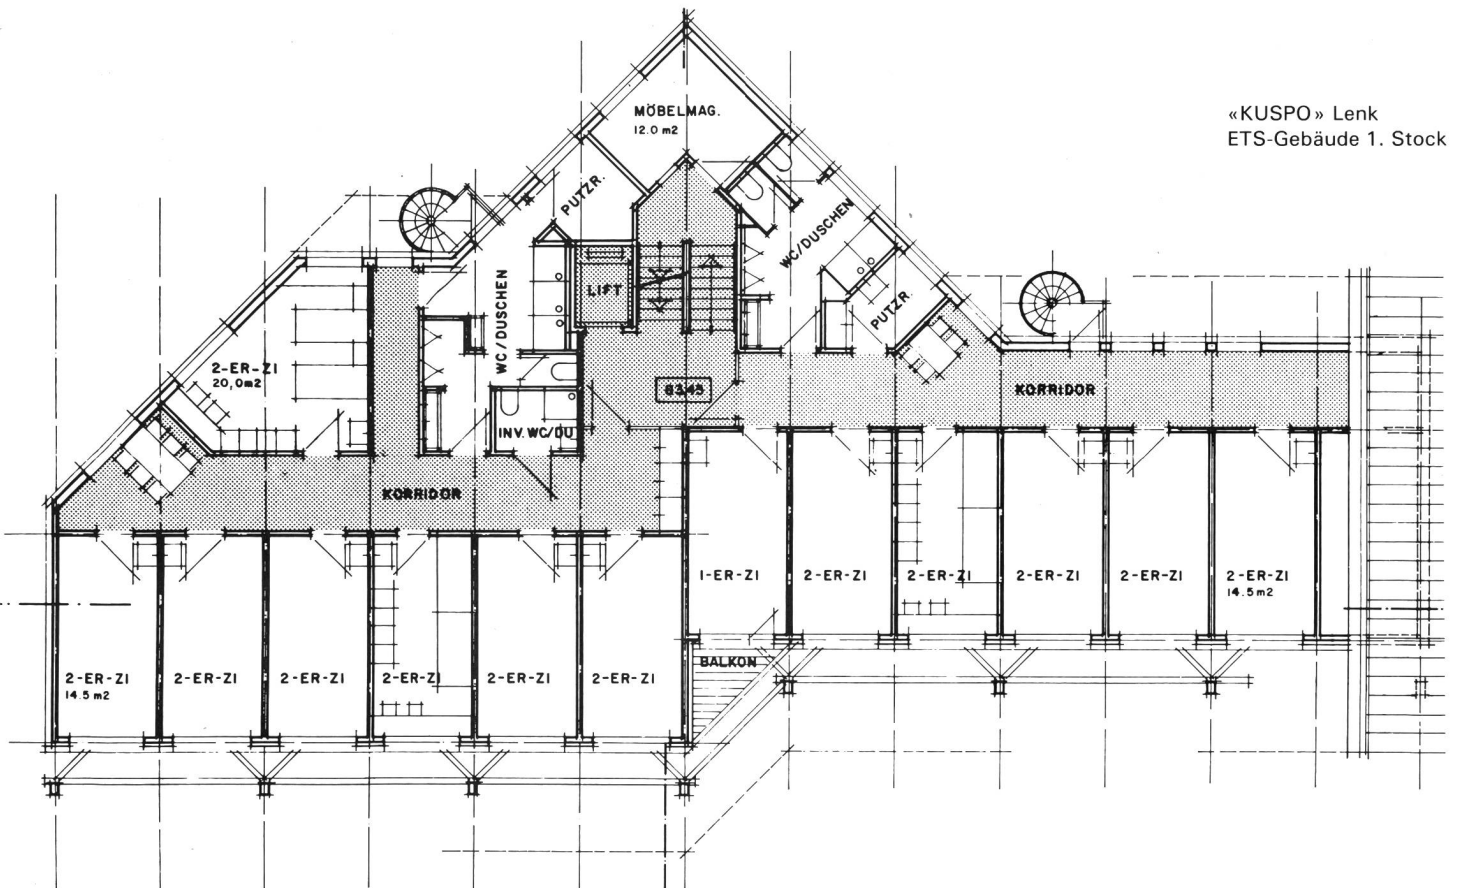 «KUSPO» Lenk
ETS-Gebäude 1. Stock
MÖBELMAG.
12.0 m2
PUTZR.
WC/DUSCHEN
LIFT
WC/DUSCHEN
PUTZR.
2-ER-ZI
20,0m2
INV. WC/DU
83,45
KORRIDOR
KORRIDOR
1-ER-ZI
2-ER-ZI
2-ER-ZI
2-ER-ZI
2-ER-ZI
2-ER-ZI
14.5 m2
BALKON
2-ER-ZI
14.5 m2
2-ER-ZI
2-ER-ZI
2-ER-ZI
2-ER-ZI
2-ER-ZI